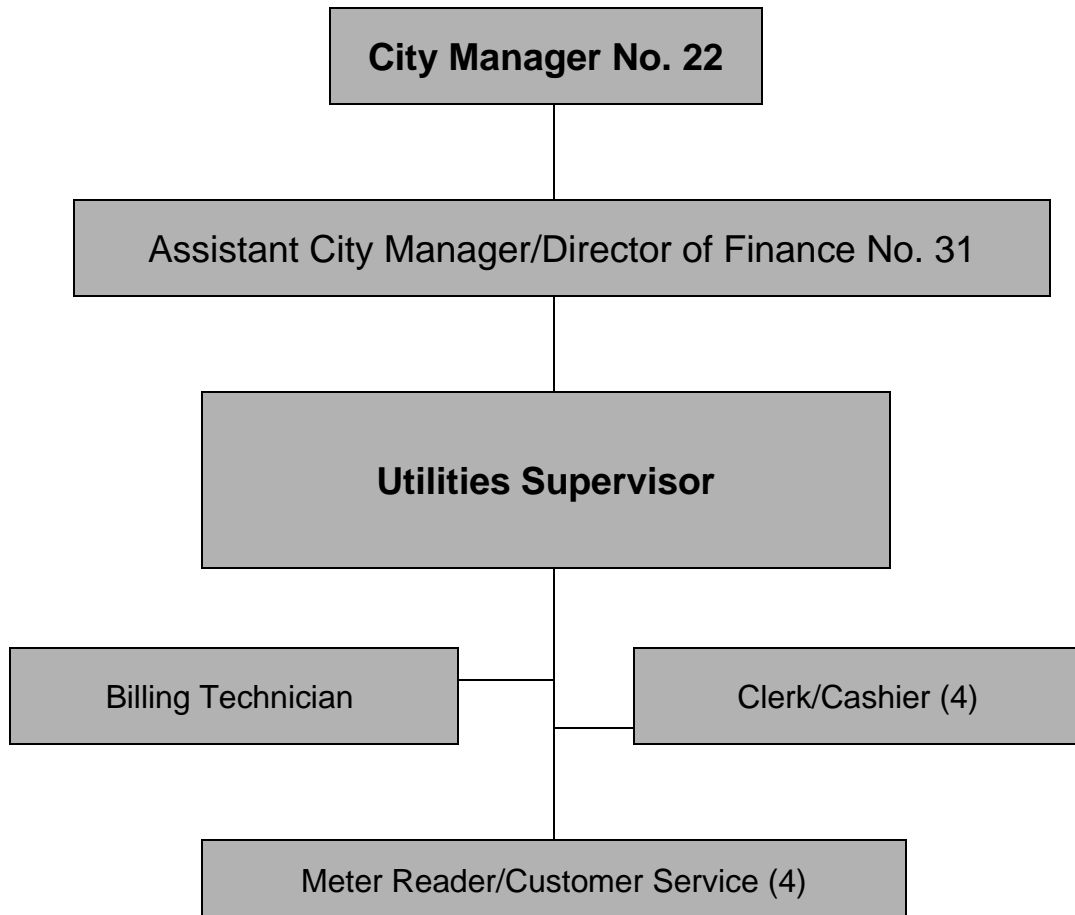 City Manager No. 22
Assistant City Manager/Director of Finance No. 31
Utilities Supervisor
Billing Technician
Clerk/Cashier (4)
Meter Reader/Customer Service (4)